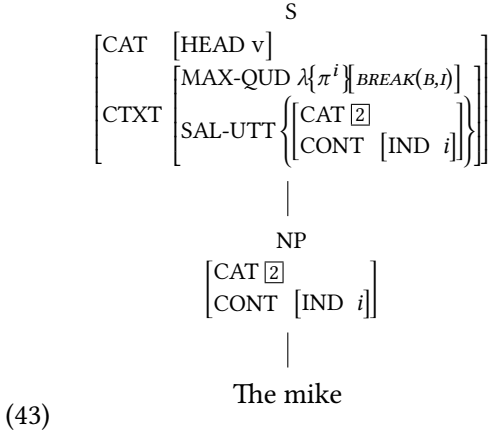 S
CAT [HEAD v]
CTXT
MAX-QUD λ{π^i}[BREAK(B,I)]
SAL-UTT {[CAT 2
CONT [IND i]]}
NP
CAT 2
CONT [IND i]
The mike
(43)